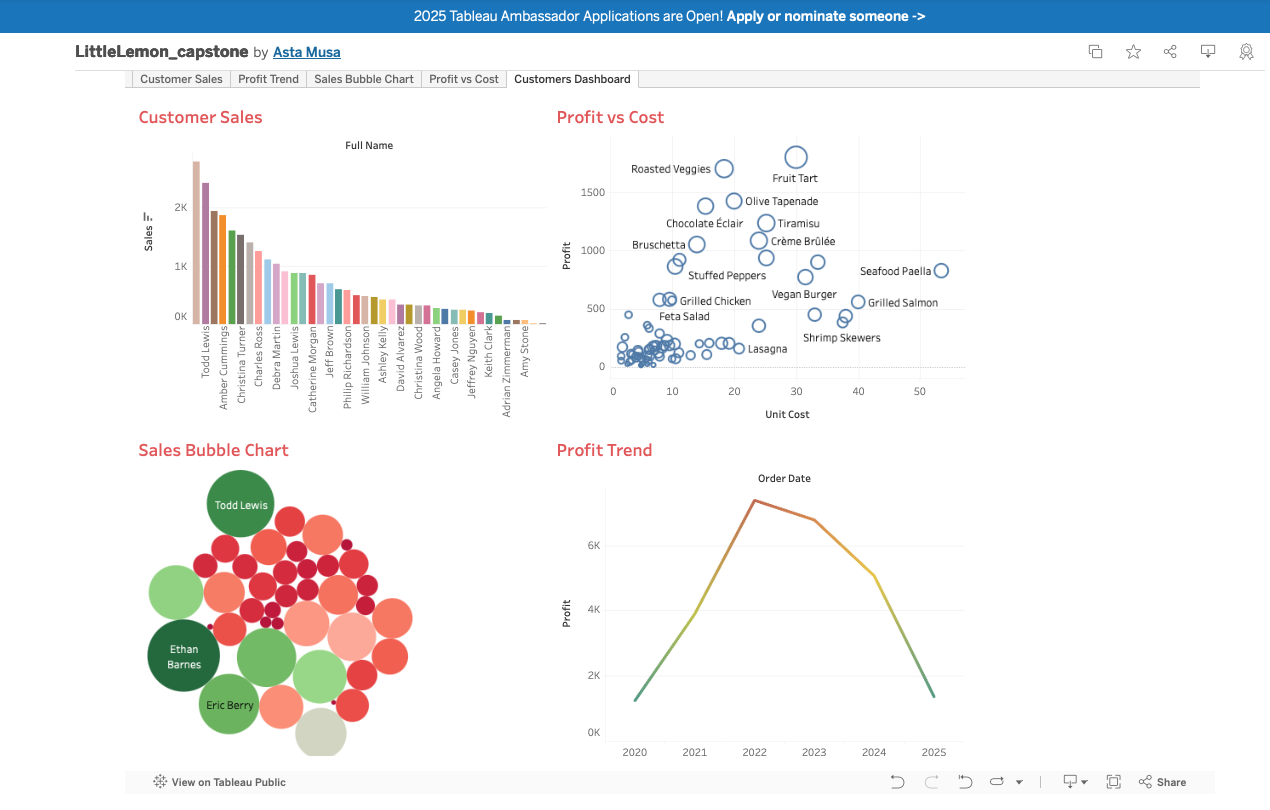 2025 Tableau Ambassador Applications are Open! Apply or nominate someone ->
LittleLemon_capstone by Asta Musa
Customer Sales
Profit Trend
Sales Bubble Chart
Profit vs Cost
Customers Dashboard
Customer Sales
Full Name
Sales
2K
1K
0K
Todd Lewis
Amber Cummings
Christina Turner
Charles Ross
Debra Martin
Joshua Lewis
Catherine Morgan
Jeff Brown
Philip Richardson
William Johnson
Ashley Kelly
David Alvarez
Christina Wood
Angela Howard
Casey Jones
Jeffrey Nguyen
Keith Clark
Adrian Zimmerman
Amy Stone
Profit vs Cost
Profit
1500
1000
500
0
Roasted Veggies
Fruit Tart
Olive Tapenade
Chocolate Éclair
Tiramisu
Bruschetta
Crème Brûlée
Stuffed Peppers
Seafood Paella
Vegan Burger
Grilled Chicken
Grilled Salmon
Feta Salad
Shrimp Skewers
Lasagna
0 10 20 30 40 50
Unit Cost
Sales Bubble Chart
Todd Lewis
Ethan
Barnes
Eric Berry
Profit Trend
Order Date
Profit
6K
4K
2K
0K
2020 2021 2022 2023 2024 2025
View on Tableau Public
Share